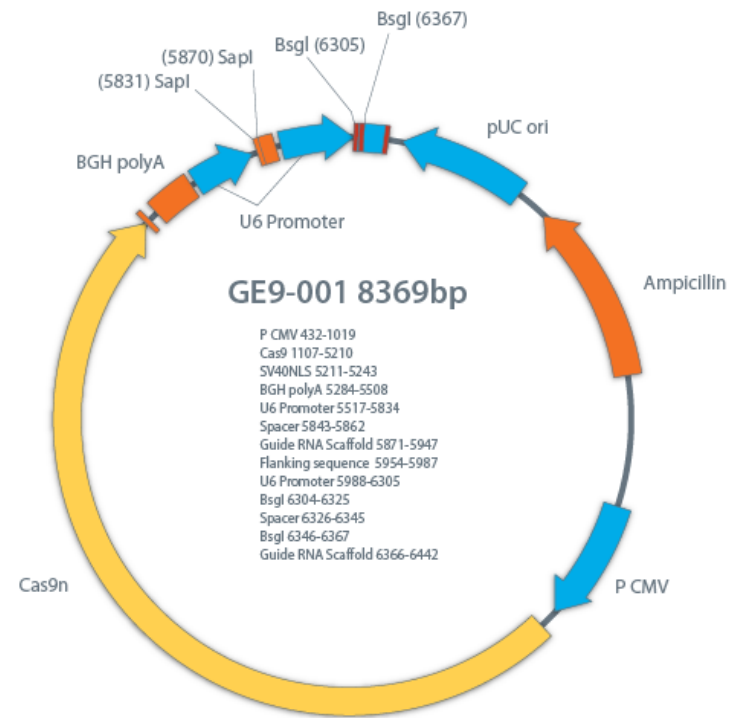 BsgI (6367)
BsgI (6305)
(5870) SapI
(5831) SapI
pUC ori
BGH polyA
U6 Promoter
Ampicillin
GE9-001 8369bp
P CMV 432-1019
Cas9 1107-5210
SV40NLS 5211-5243
BGH polyA 5284-5508
U6 Promoter 5517-5834
Spacer 5843-5862
Guide RNA Scaffold 5871-5947
Flanking sequence 5954-5987
U6 Promoter 5988-6305
BsgI 6304-6325
Spacer 6326-6345
BsgI 6346-6367
Guide RNA Scaffold 6366-6442
Cas9n
P CMV